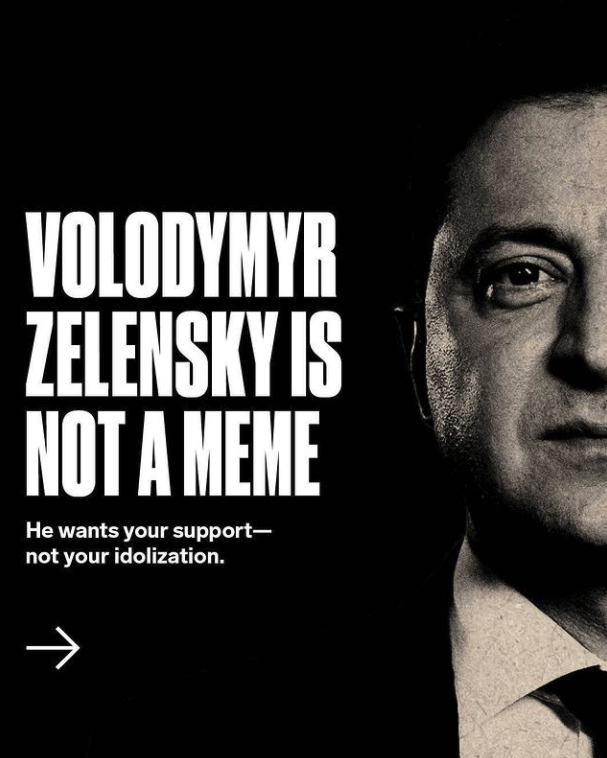 VOLODYMYR
ZELENSKY IS
NOT A MEME
He wants your support—
not your idolization.